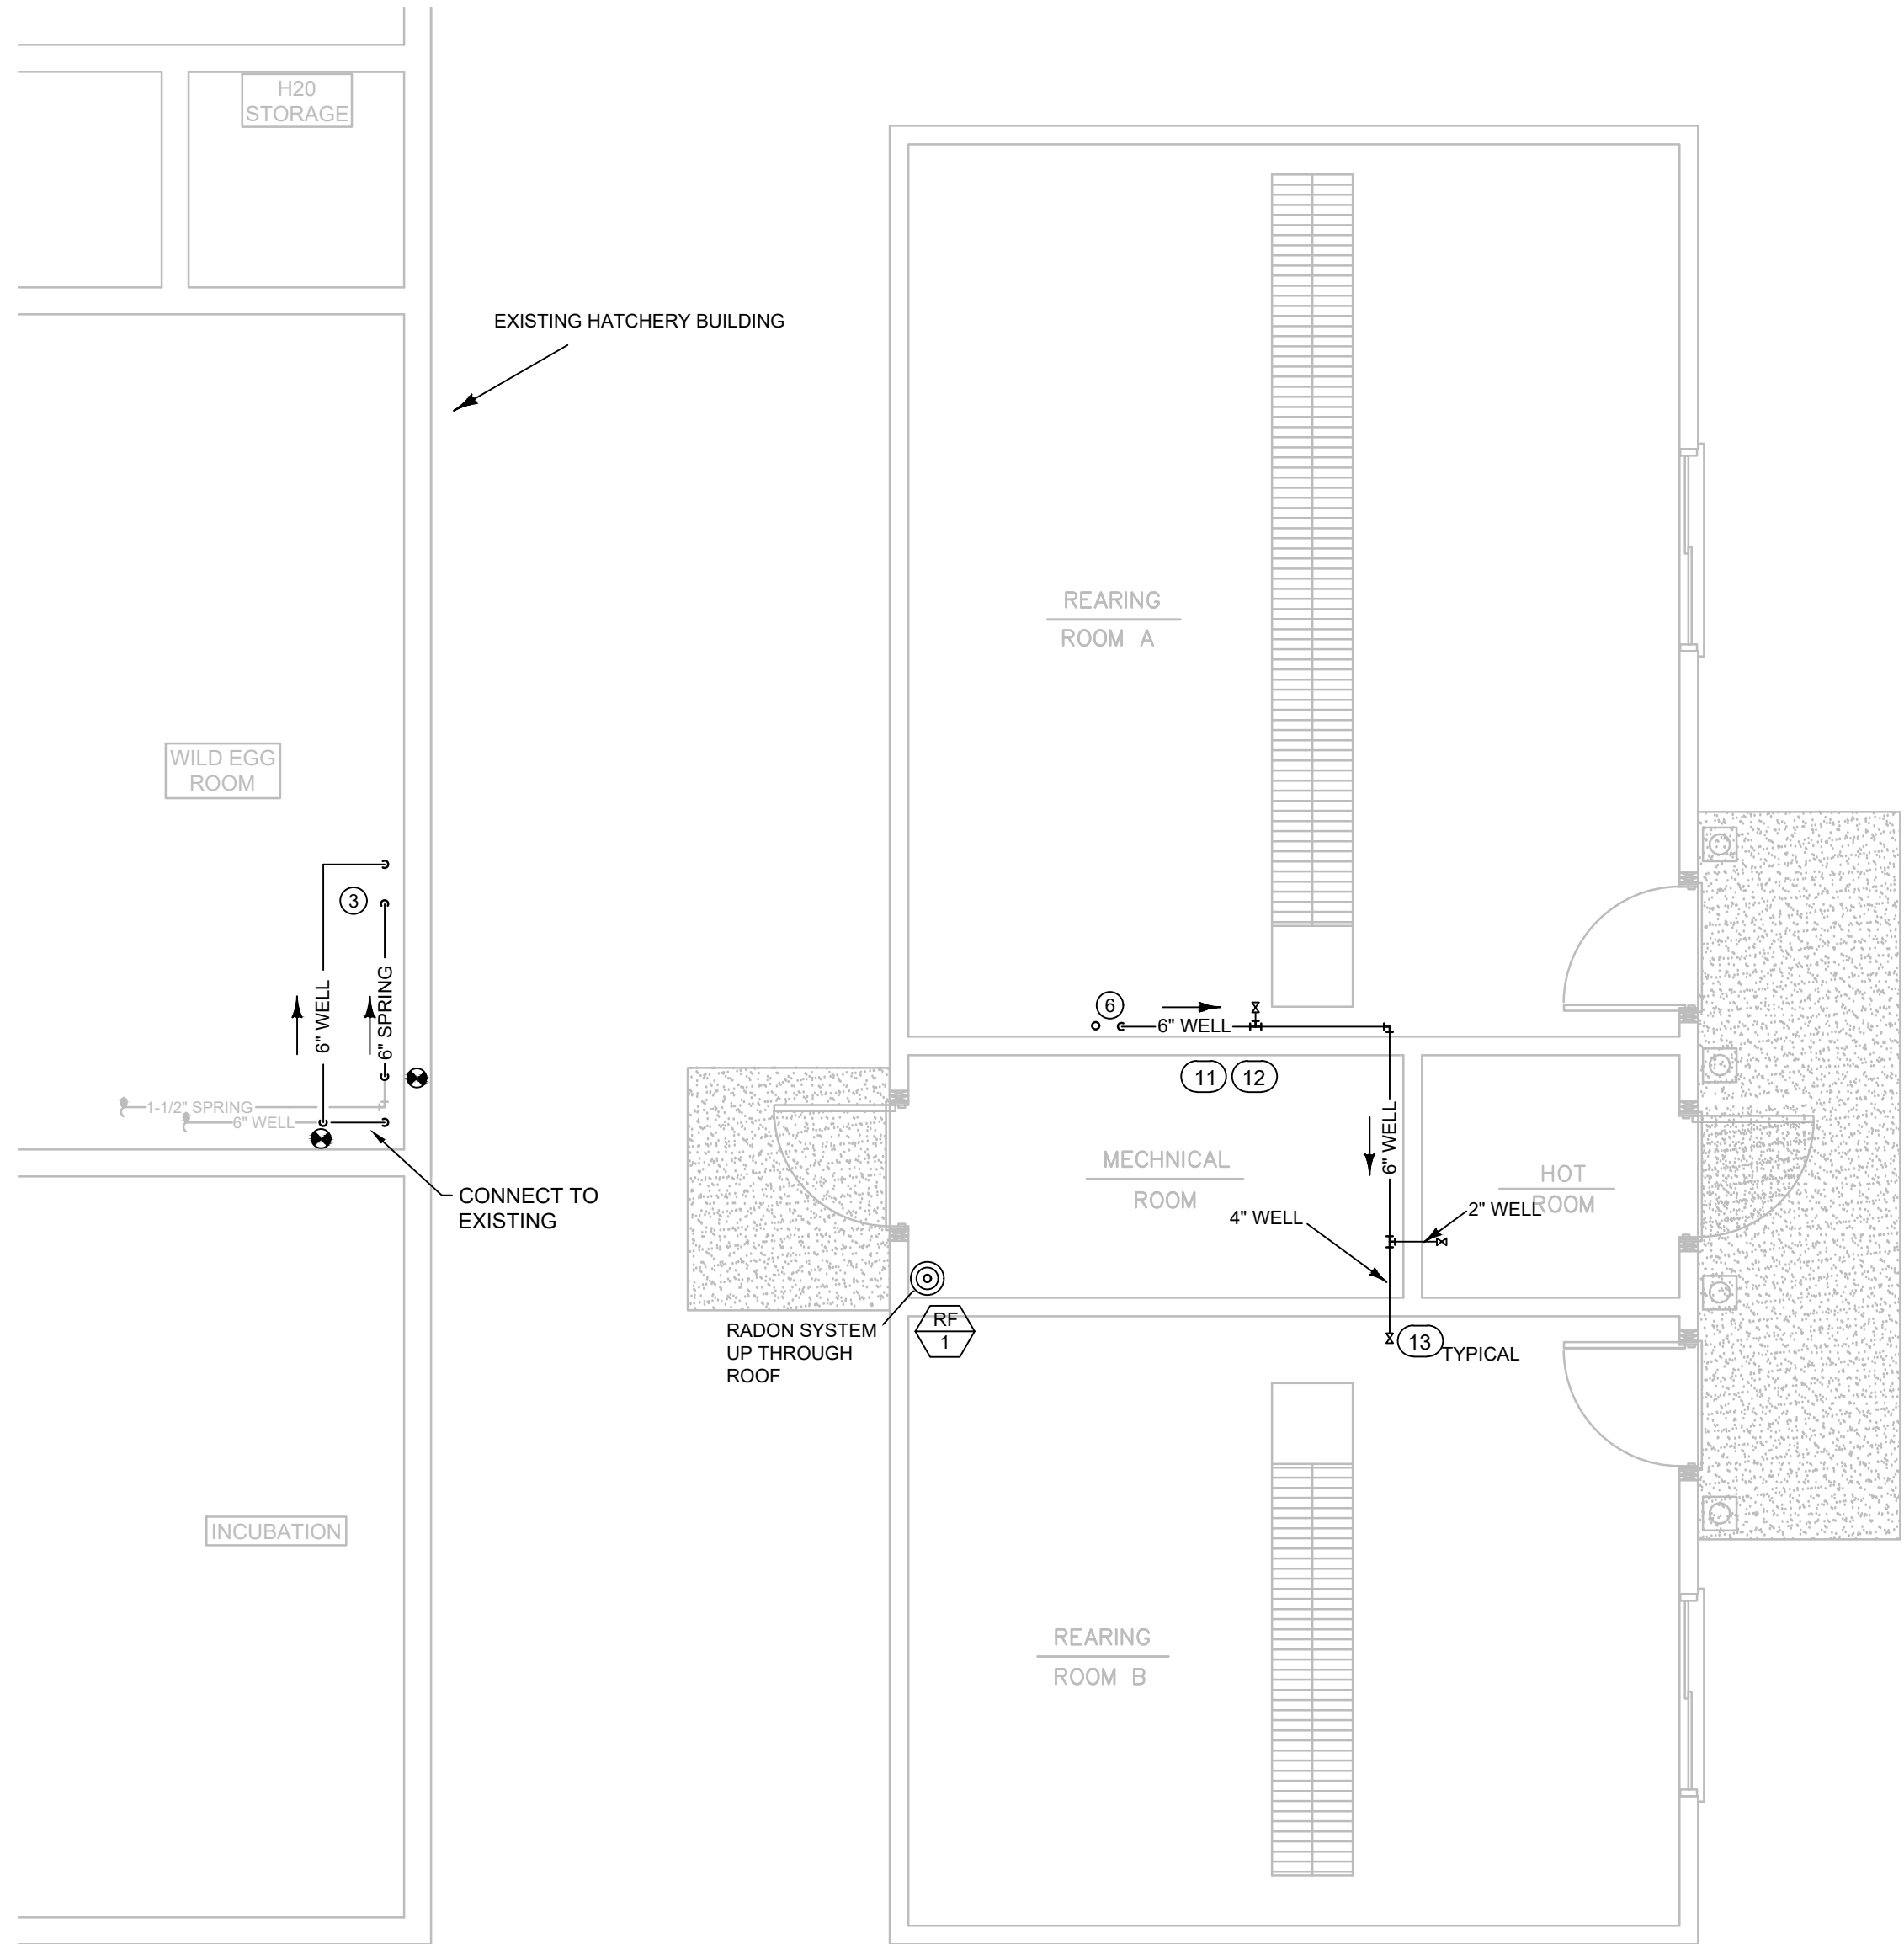 H20
STORAGE
EXISTING HATCHERY BUILDING
REARING
ROOM A
WILD EGG
ROOM
3
6" WELL
6" SPRING
6
6" WELL
11
12
1-1/2" SPRING
6" WELL
CONNECT TO
EXISTING
6" WELL
MECHNICAL
ROOM
HOT
ROOM
4" WELL
2" WELL
RADON SYSTEM
UP THROUGH
ROOF
RF
1
13
TYPICAL
INCUBATION
REARING
ROOM B